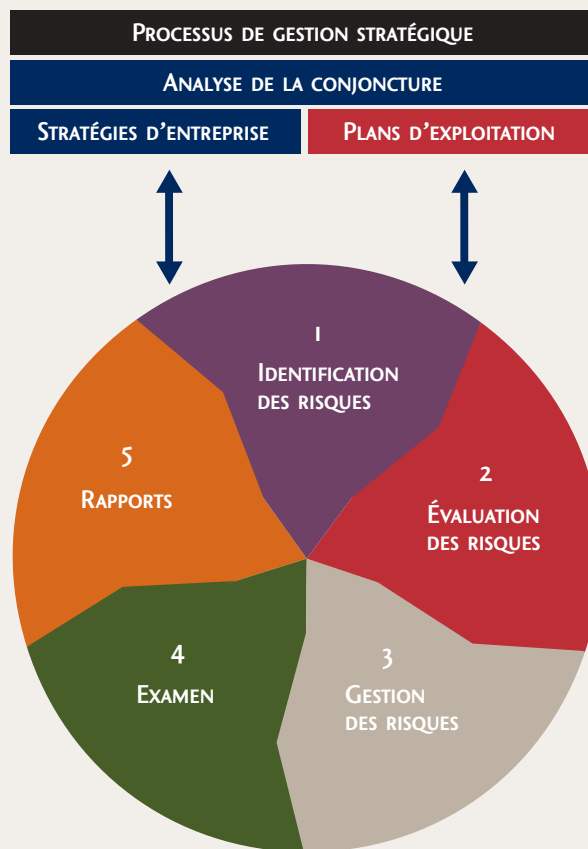 Processus de gestion stratégique
Analyse de la conjoncture
Stratégies d'entreprise
Plans d'exploitation
1
Identification
des risques
2
Évaluation
des risques
3
Gestion
des risques
4
Examen
5
Rapports